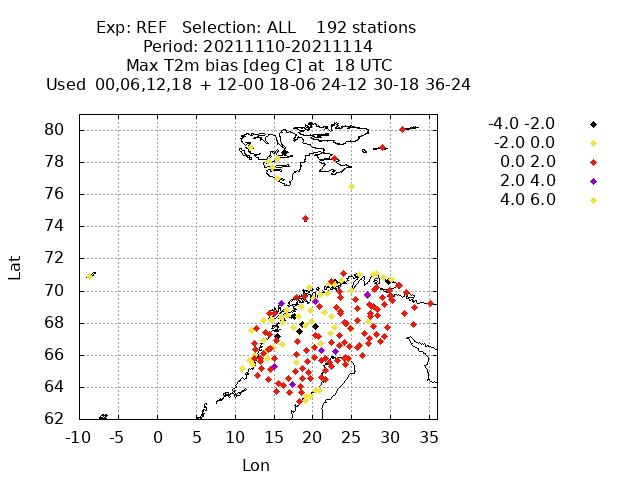 Exp: REF Selection: ALL 192 stations
Period: 20211110-20211114
Max T2m bias [deg C] at 18 UTC
Used 00,06,12,18 + 12-00 18-06 24-12 30-18 36-24
-4.0 -2.0
-2.0 0.0
0.0 2.0
2.0 4.0
4.0 6.0
80
78
76
74
72
70
68
66
64
62
Lat
-10 -5 0 5 10 15 20 25 30 35
Lon